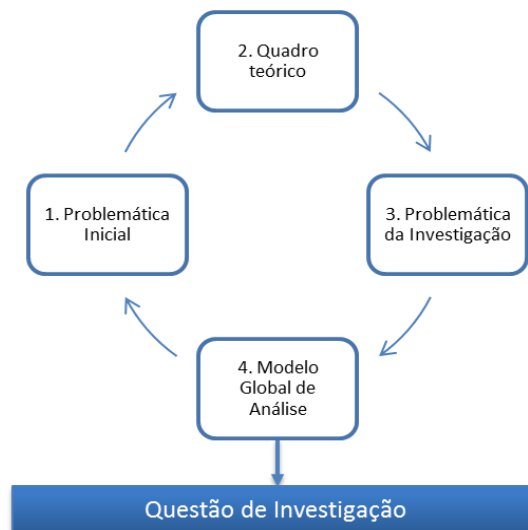 2. Quadro
teórico
1. Problemática
Inicial
3. Problemática
da Investigação
4. Modelo
Global de
Análise
Questão de Investigação